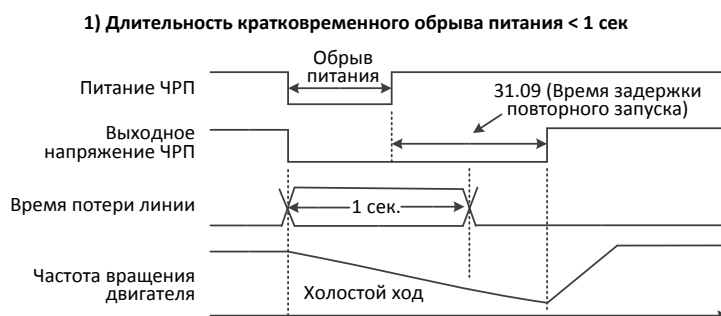 1) Длительность кратковременного обрыва питания < 1 сек
Обрыв
питания
Питание ЧРП
31.09 (Время задержки
повторного запуска)
Выходное
напряжение ЧРП
Время потери линии
1 сек.
Частота вращения
двигателя
Холостой ход